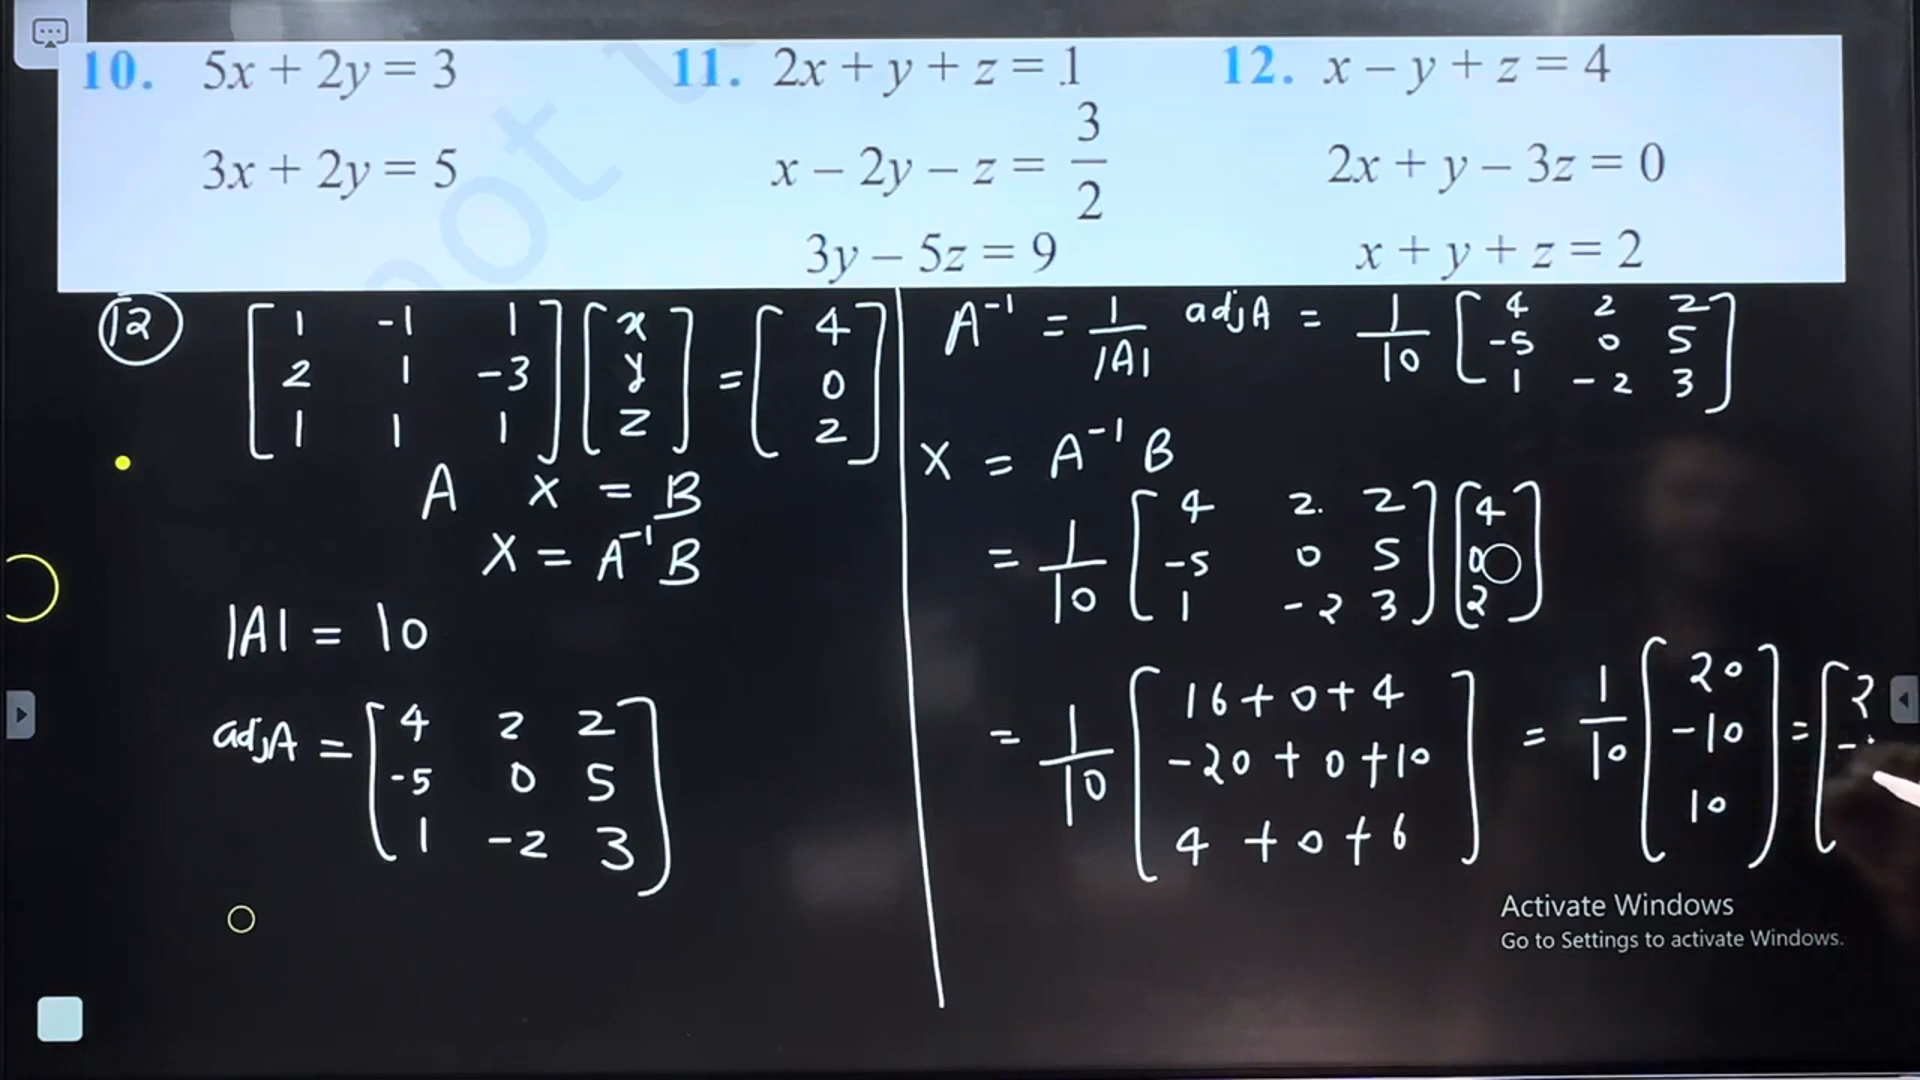 10. 5x + 2y = 3
3x + 2y = 5
11. 2x + y + z = 1
x − 2y − z = 3/2
3y − 5z = 9
12. x − y + z = 4
2x + y − 3z = 0
x + y + z = 2
not
(12) [1 -1 1; 2 1 -3; 1 1 1] [x; y; z] = [4; 0; 2]
A X = B
X = A⁻¹B
|A| = 10
adjA = [4 2 2; -5 0 5; 1 -2 3]
A⁻¹ = 1/|A| adjA = 1/10 [4 2 2; -5 0 5; 1 -2 3]
X = A⁻¹ B
= 1/10 [4 2. 2; -5 0 5; 1 -2 3] [4; 0; 2]
= 1/10 [16 + 0 + 4; -20 + 0 + 10; 4 + 0 + 6] = 1/10 [20; -10; 10] = [2; -
Activate Windows
Go to Settings to activate Windows.